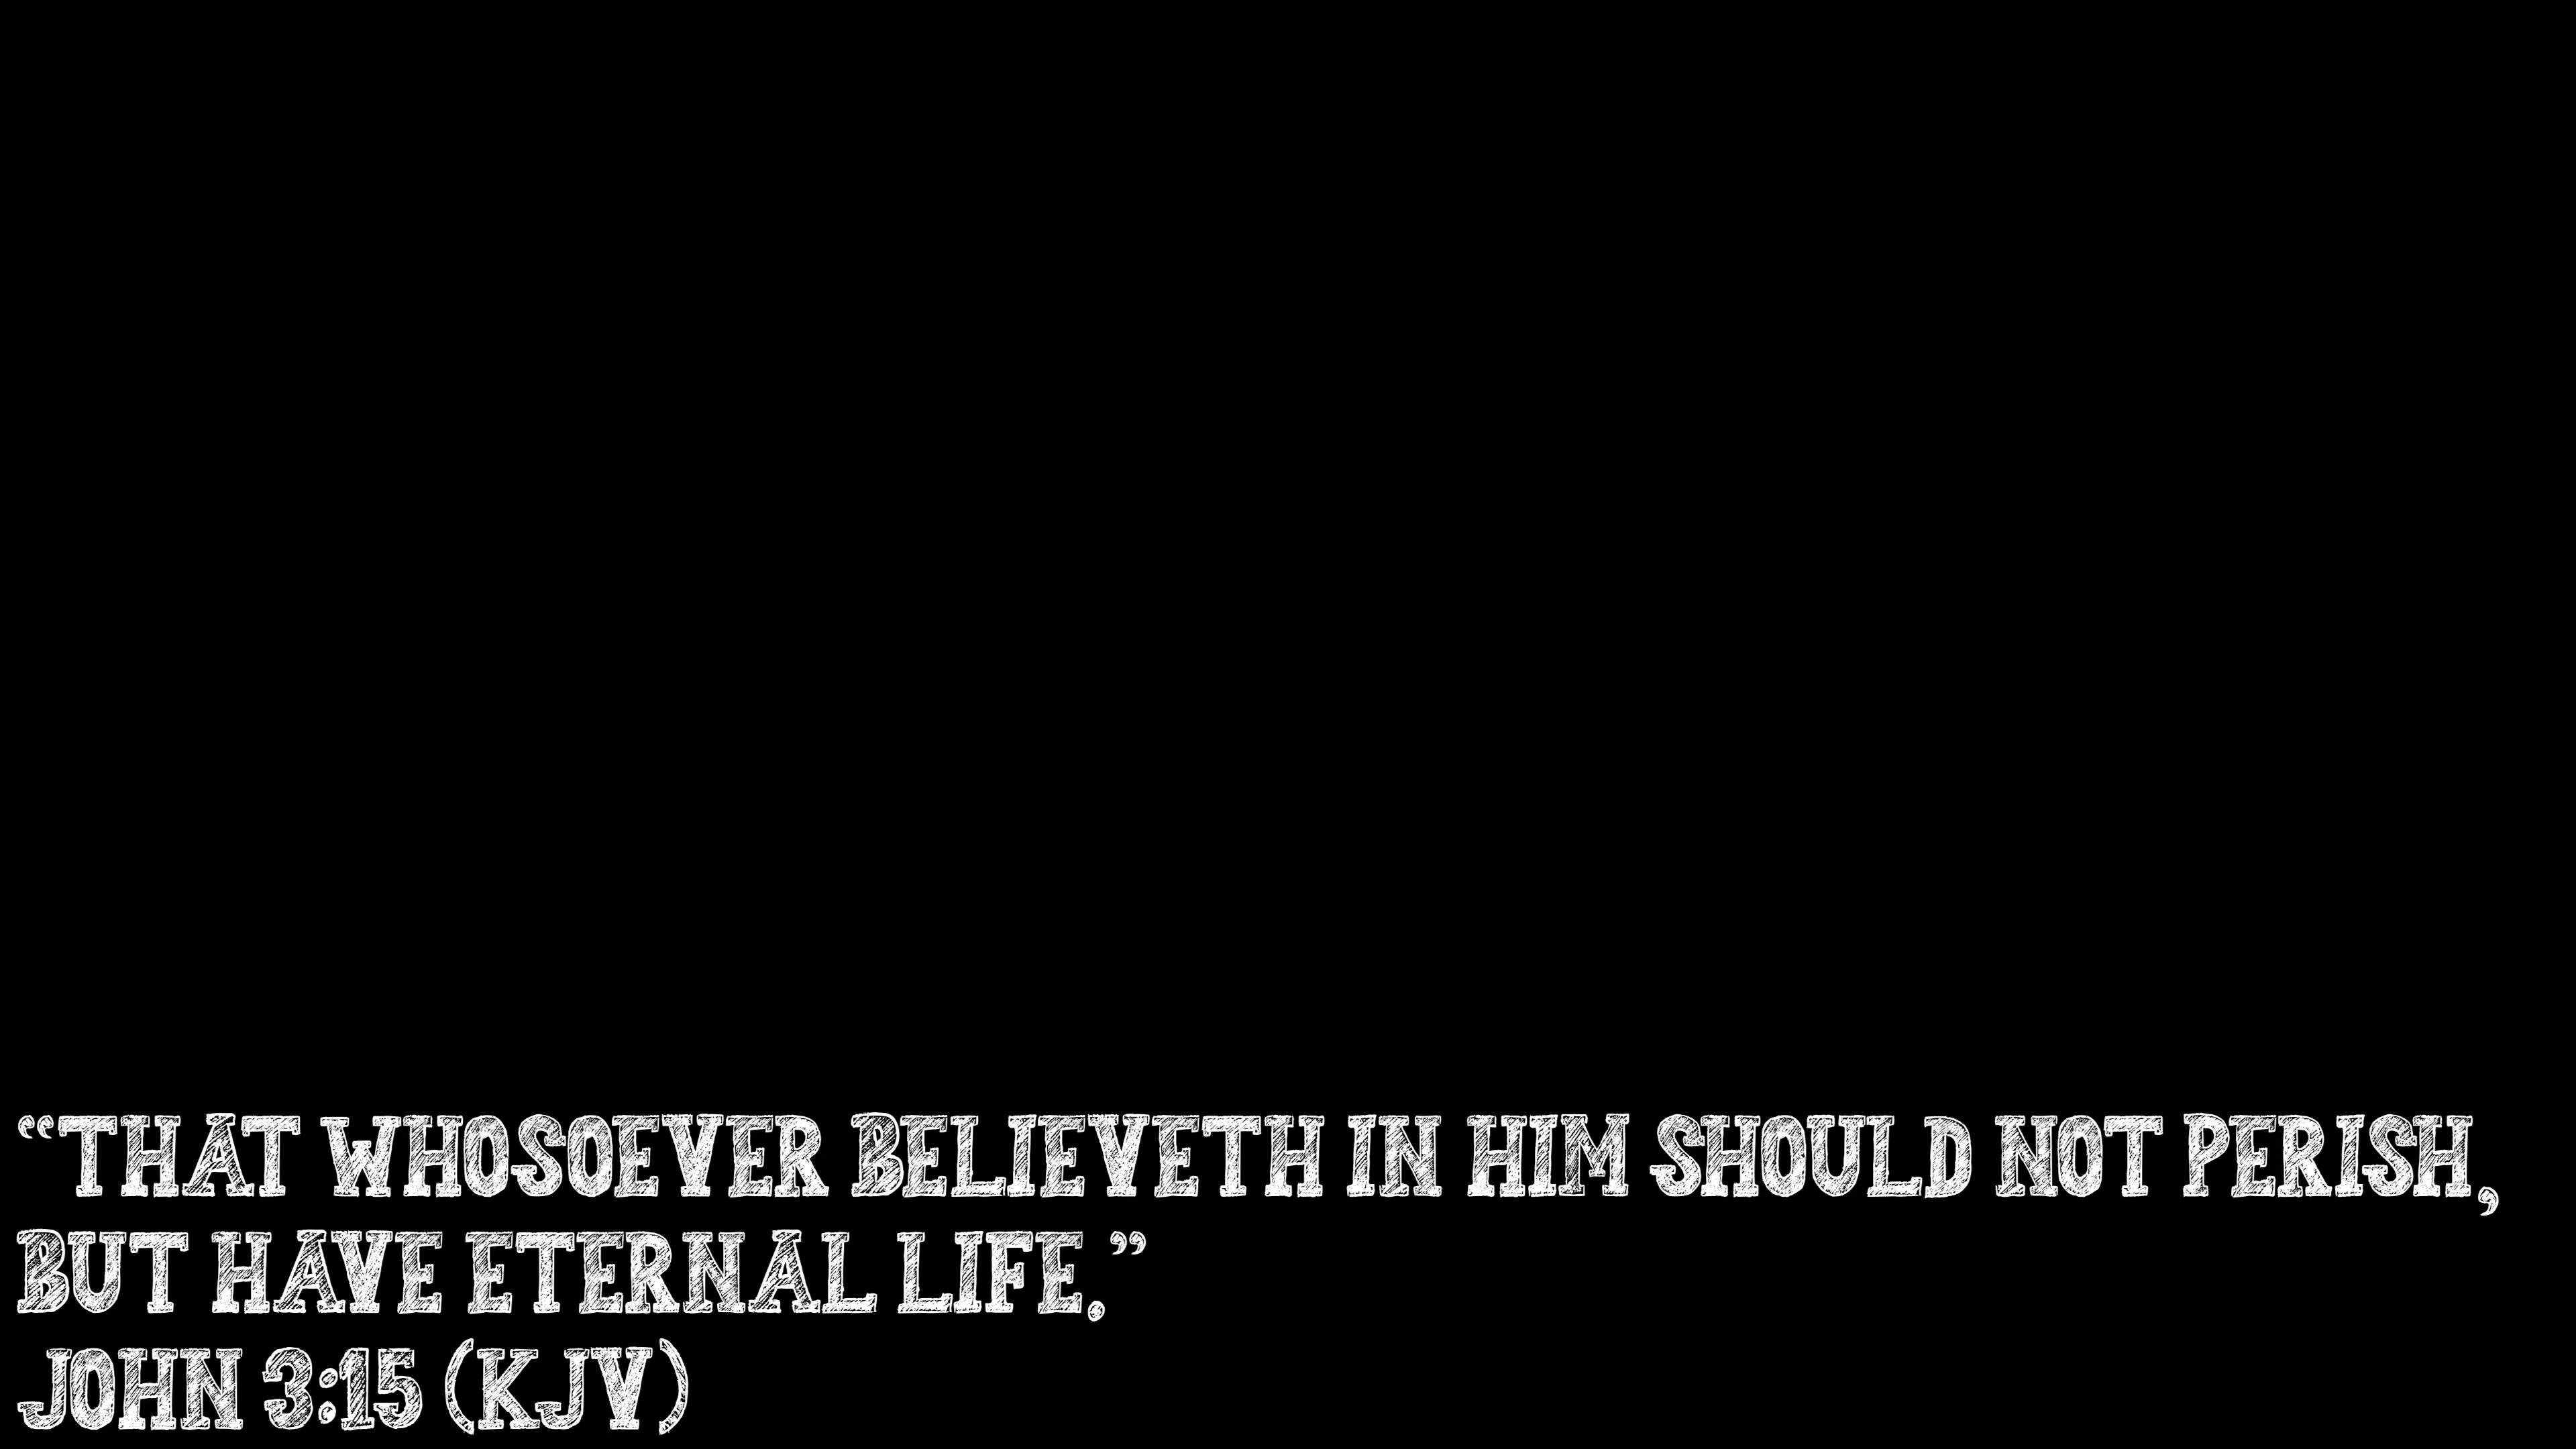 “THAT WHOSOEVER BELIEVETH IN HIM SHOULD NOT PERISH,
BUT HAVE ETERNAL LIFE.”
JOHN 3:15 (KJV)